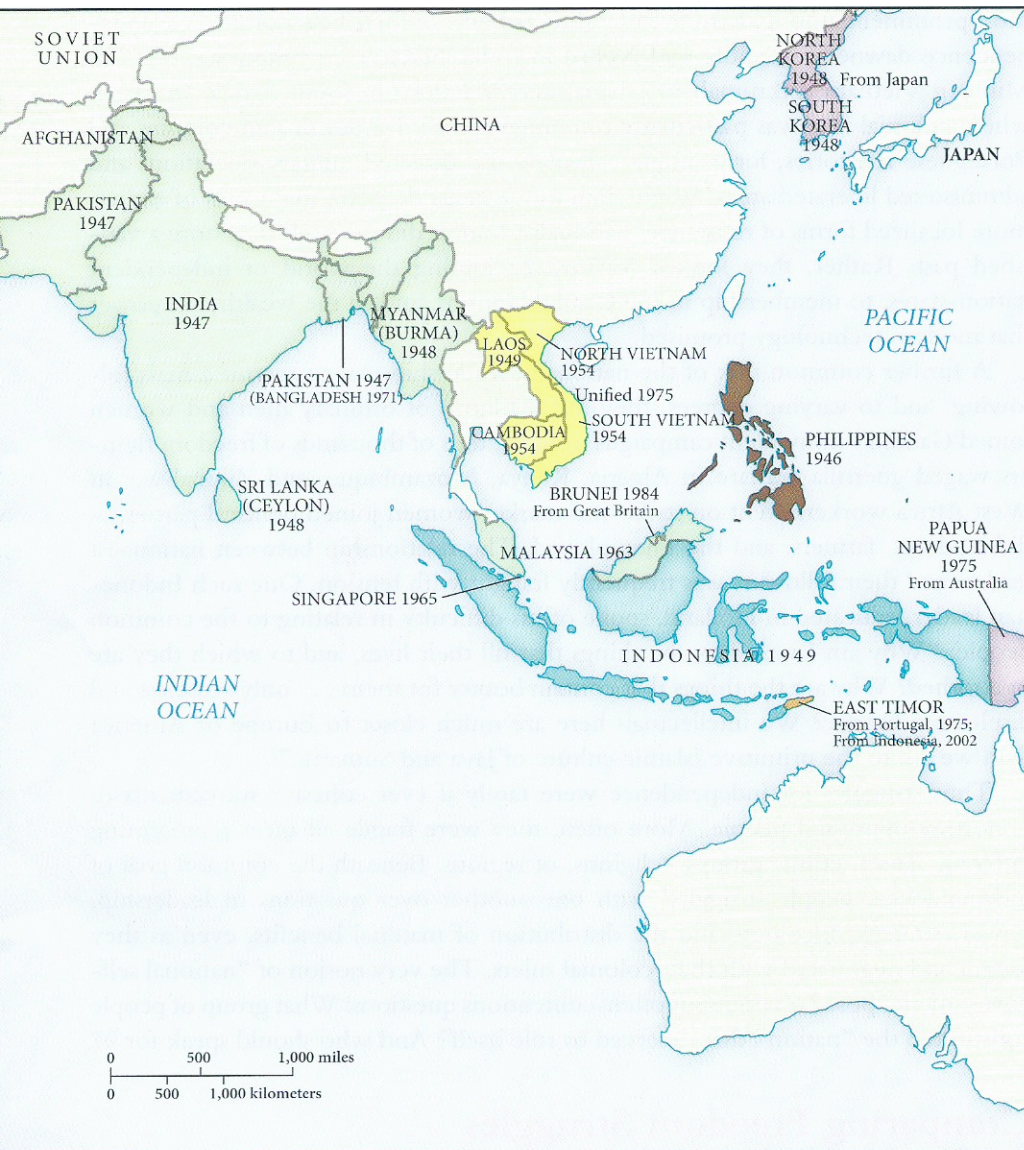 SOVIET
UNION
NORTH
KOREA
1948 From Japan
SOUTH
KOREA
1948
JAPAN
CHINA
AFGHANISTAN
PAKISTAN
1947
INDIA
1947
MYANMAR
(BURMA)
1948
LAOS
1949
NORTH VIETNAM
1954
Unified 1975
SOUTH VIETNAM
1954
CAMBODIA
1954
PACIFIC
OCEAN
PAKISTAN 1947
(BANGLADESH 1971)
PHILIPPINES
1946
SRI LANKA
(CEYLON)
1948
BRUNEI 1984
From Great Britain
MALAYSIA 1963
SINGAPORE 1965
PAPUA
NEW GUINEA
1975
From Australia
INDONESIA 1949
INDIAN
OCEAN
EAST TIMOR
From Portugal, 1975;
From Indonesia, 2002
0 500 1,000 miles
0 500 1,000 kilometers